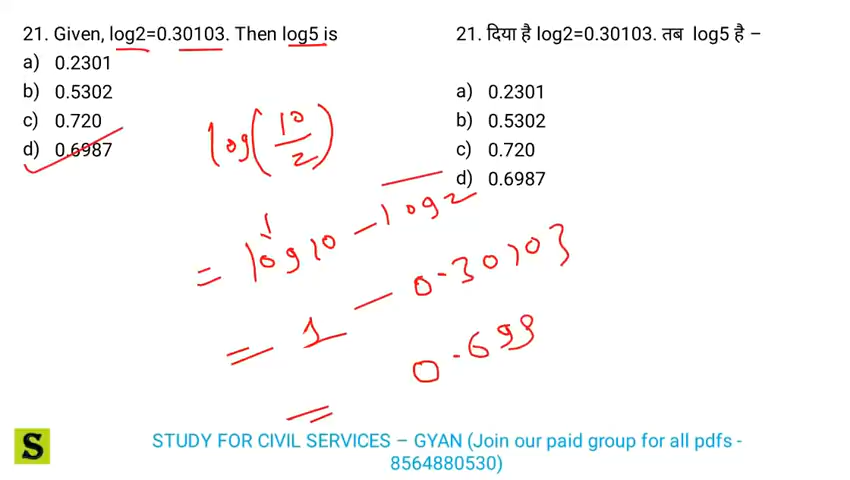 21. Given, log2=0.30103. Then log5 is
a) 0.2301
b) 0.5302
c) 0.720
d) 0.6987
21. दिया है log2=0.30103. तब log5 है –
a) 0.2301
b) 0.5302
c) 0.720
d) 0.6987
log(10/2)
1
= log10 – log2
= 1 – 0.30103
= 0.699
S
STUDY FOR CIVIL SERVICES – GYAN (Join our paid group for all pdfs -
8564880530)